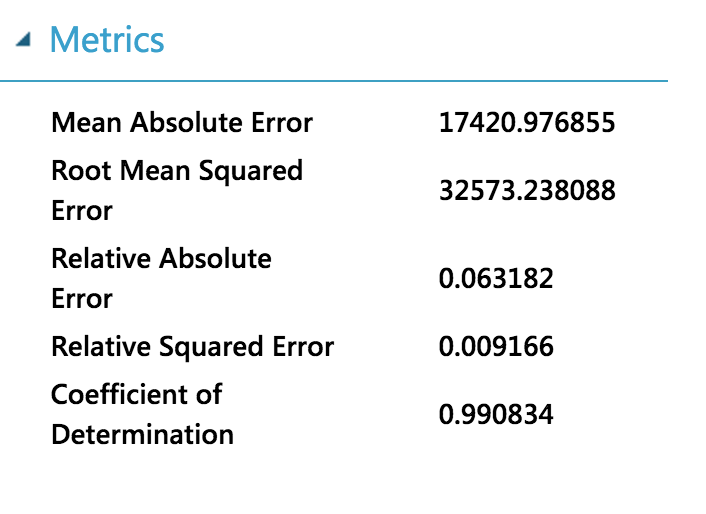 Metrics
Mean Absolute Error 17420.976855
Root Mean Squared
Error
32573.238088
Relative Absolute
Error
0.063182
Relative Squared Error 0.009166
Coefficient of
Determination
0.990834